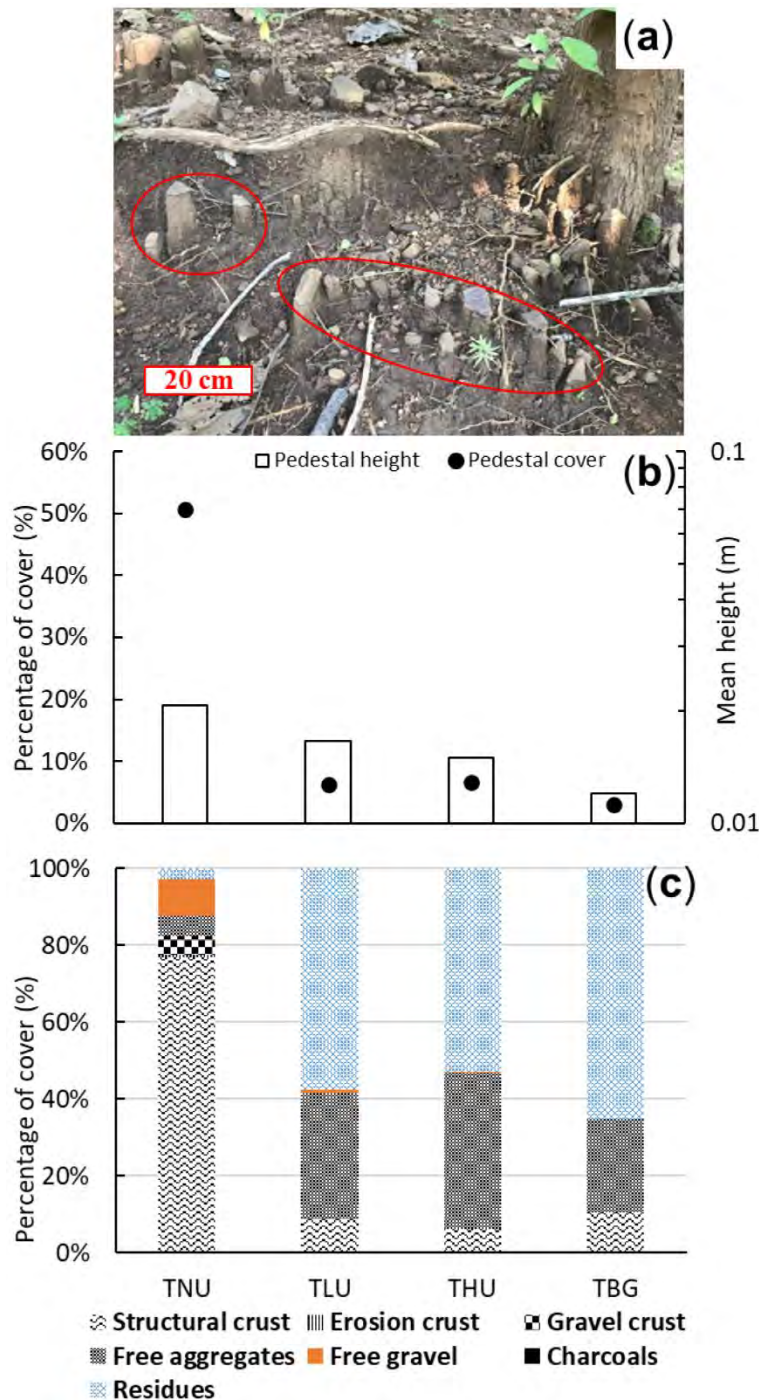 (a)
20 cm
60%
50%
40%
30%
20%
10%
0%
Percentage of cover (%)
□ Pedestal height ● Pedestal cover
(b)
0.1
0.01
Mean height (m)
100%
80%
60%
40%
20%
0%
Percentage of cover (%)
(c)
TNU TLU THU TBG
Structural crust Erosion crust Gravel crust
Free aggregates Free gravel Charcoals
Residues